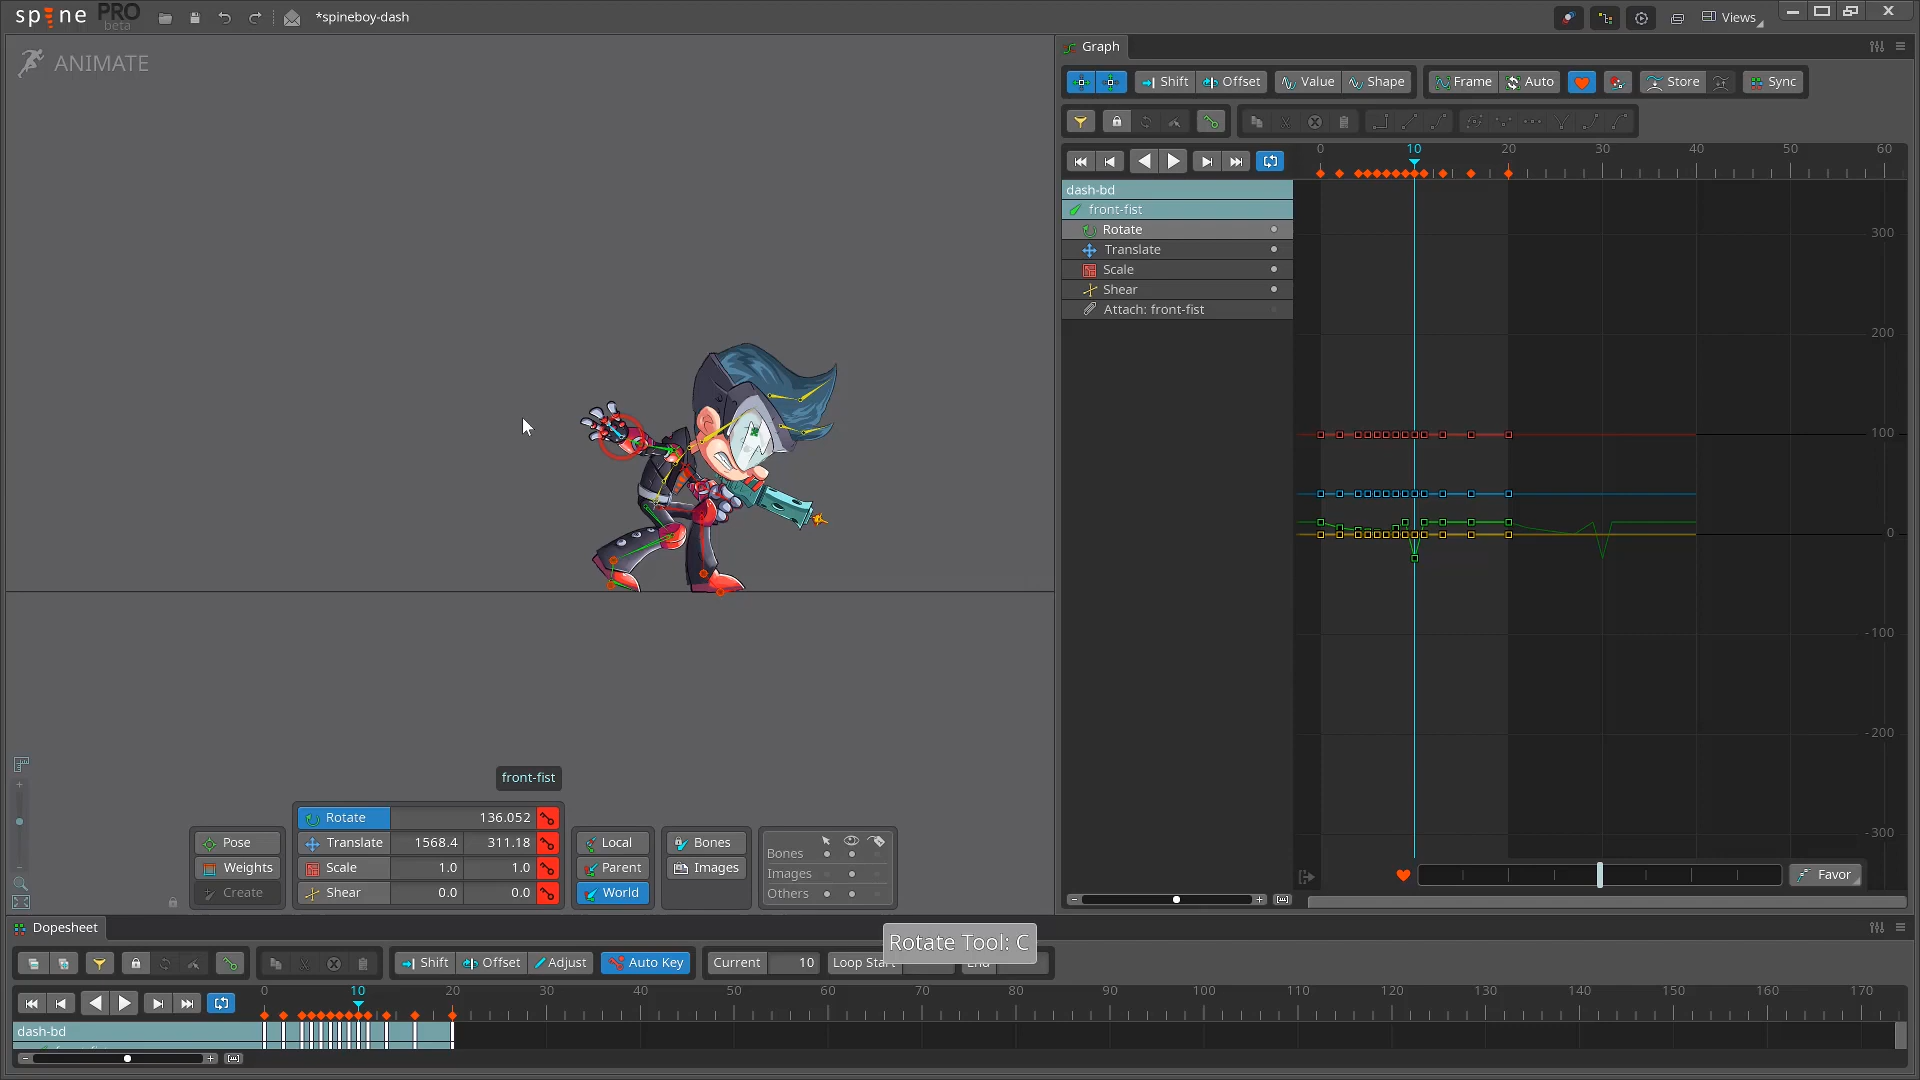 spine PRO beta *spineboy-dash Views
ANIMATE
Graph
Shift Offset Value Shape Frame Auto Store Sync
0 10 20 30 40 50 60
dash-bd
front-fist
Rotate
Translate
Scale
Shear
Attach: front-fist
300
200
100
0
-100
-200
-300
Favor
front-fist
Rotate 136.052
Translate 1568.4 311.18
Scale 1.0 1.0
Shear 0.0 0.0
Pose
Weights
Create
Local
Parent
World
Bones
Images
Bones
Images
Others
Dopesheet
Rotate Tool: C
Shift Offset Adjust Auto Key Current 10 Loop Start End
0 10 20 30 40 50 60 70 80 90 100 110 120 130 140 150 160 170
dash-bd